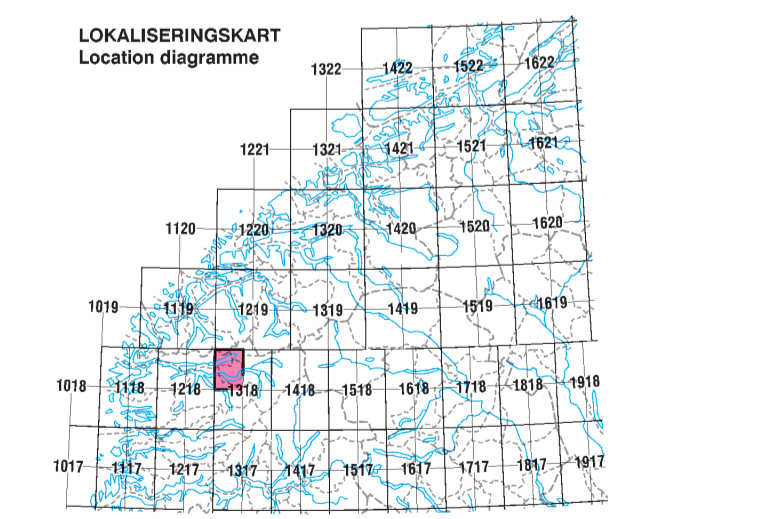 LOKALISERINGSKART
Location diagramme
1322 1422 1522 1622
1221 1321 1421 1521 1621
1120 1220 1320 1420 1520 1620
1019 1119 1219 1319 1419 1519 1619
1018 1118 1218 1318 1418 1518 1618 1718 1818 1918
1017 1117 1217 1317 1417 1517 1617 1717 1817 1917